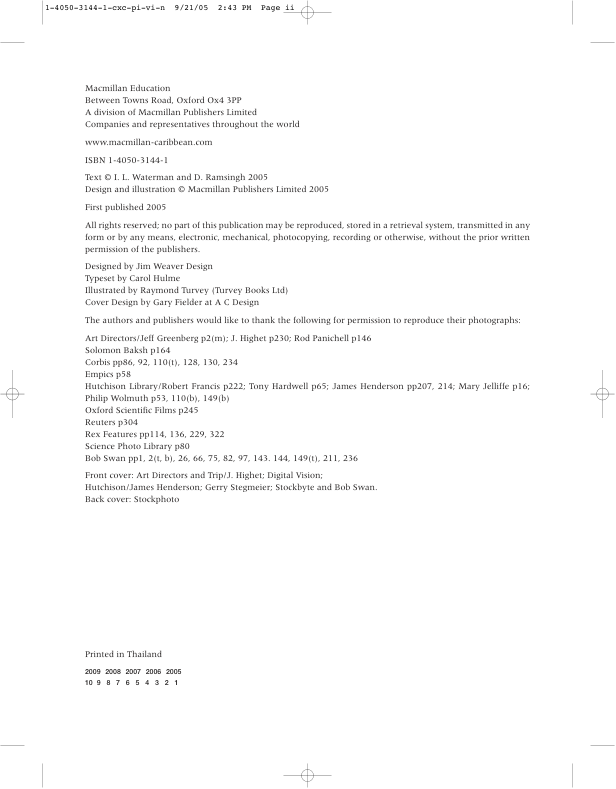 1-4050-3144-1-cxc-pi-vi-n  9/21/05  2:43 PM  Page ii
Macmillan Education
Between Towns Road, Oxford Ox4 3PP
A division of Macmillan Publishers Limited
Companies and representatives throughout the world
www.macmillan-caribbean.com
ISBN 1-4050-3144-1
Text © I. L. Waterman and D. Ramsingh 2005
Design and illustration © Macmillan Publishers Limited 2005
First published 2005
All rights reserved; no part of this publication may be reproduced, stored in a retrieval system, transmitted in any
form or by any means, electronic, mechanical, photocopying, recording or otherwise, without the prior written
permission of the publishers.
Designed by Jim Weaver Design
Typeset by Carol Hulme
Illustrated by Raymond Turvey (Turvey Books Ltd)
Cover Design by Gary Fielder at A C Design
The authors and publishers would like to thank the following for permission to reproduce their photographs:
Art Directors/Jeff Greenberg p2(m); J. Highet p230; Rod Panichell p146
Solomon Baksh p164
Corbis pp86, 92, 110(t), 128, 130, 234
Empics p58
Hutchison Library/Robert Francis p222; Tony Hardwell p65; James Henderson pp207, 214; Mary Jelliffe p16;
Philip Wolmuth p53, 110(b), 149(b)
Oxford Scientific Films p245
Reuters p304
Rex Features pp114, 136, 229, 322
Science Photo Library p80
Bob Swan pp1, 2(t, b), 26, 66, 75, 82, 97, 143. 144, 149(t), 211, 236
Front cover: Art Directors and Trip/J. Highet; Digital Vision;
Hutchison/James Henderson; Gerry Stegmeier; Stockbyte and Bob Swan.
Back cover: Stockphoto
Printed in Thailand
2009 2008 2007 2006 2005
10 9 8 7 6 5 4 3 2 1